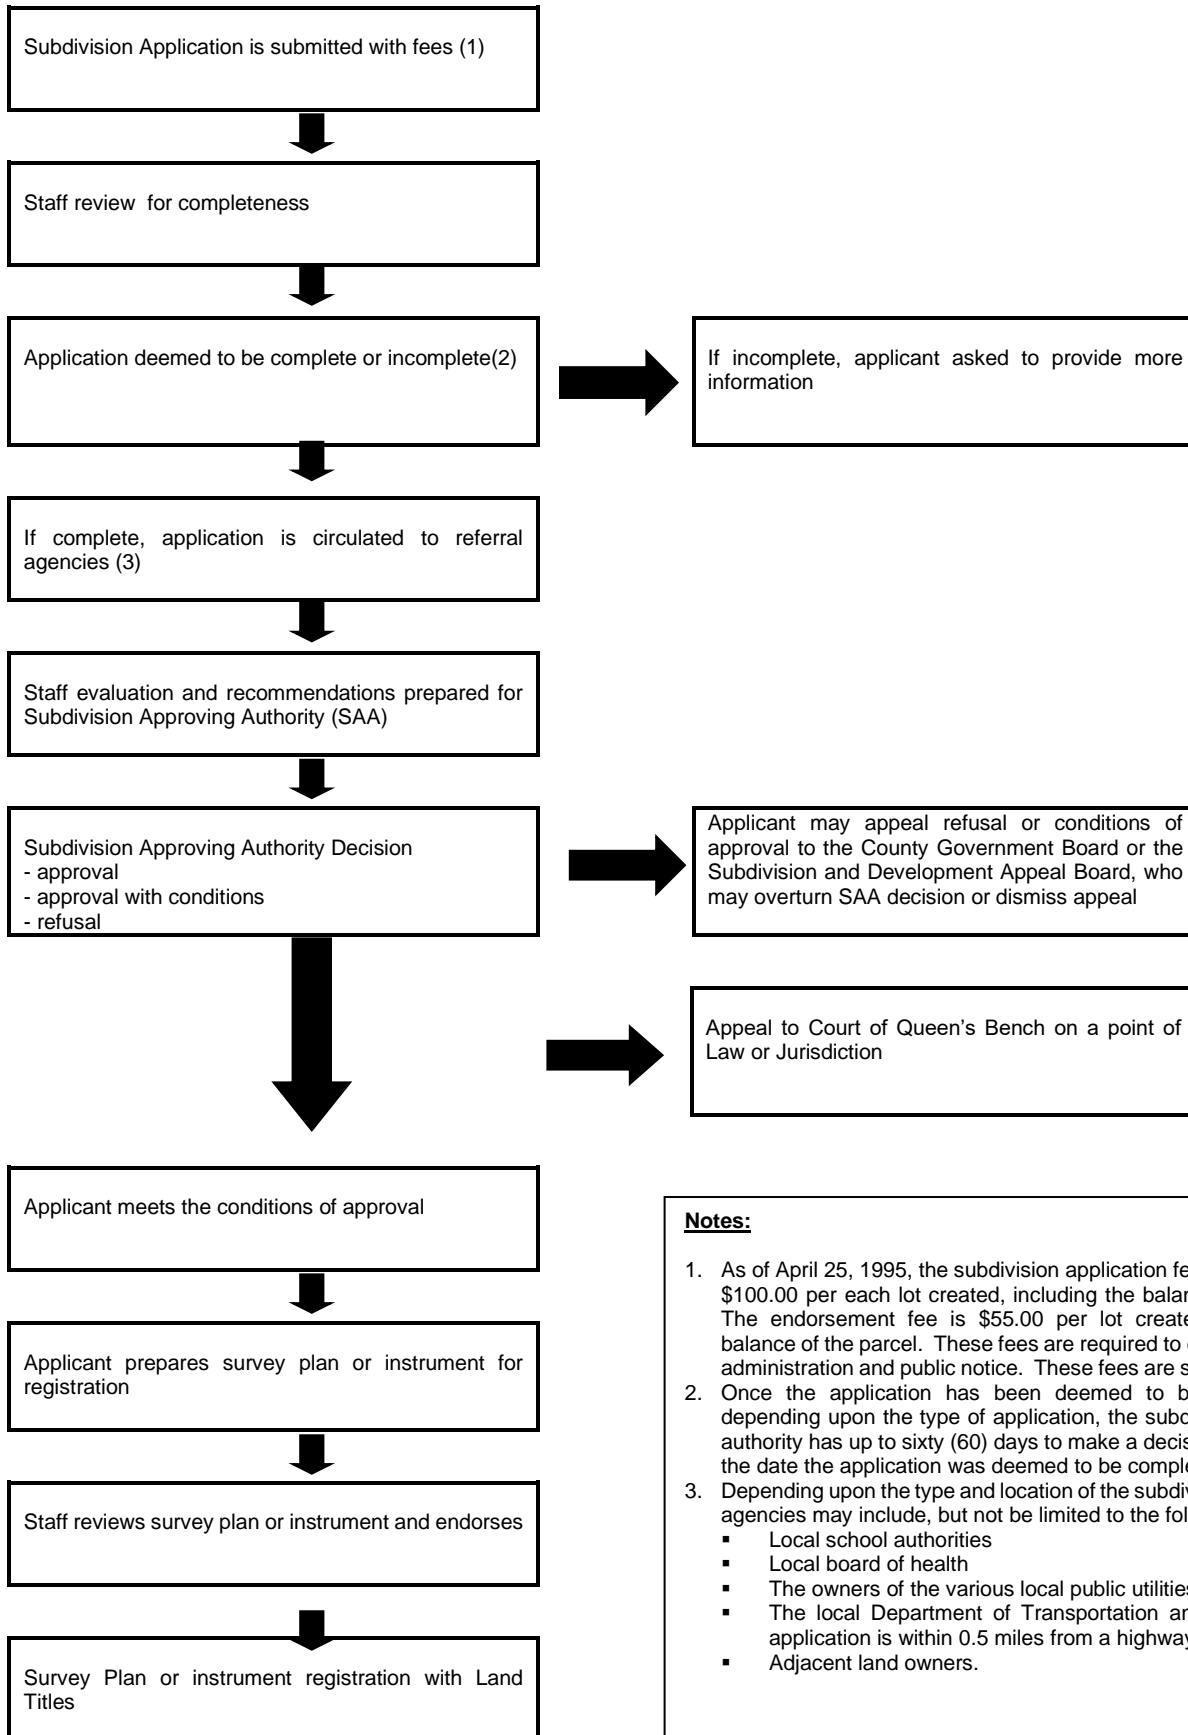 Subdivision Application is submitted with fees (1)
Staff review for completeness
Application deemed to be complete or incomplete(2)
If incomplete, applicant asked to provide more
information
If complete, application is circulated to referral
agencies (3)
Staff evaluation and recommendations prepared for
Subdivision Approving Authority (SAA)
Subdivision Approving Authority Decision
- approval
- approval with conditions
- refusal
Applicant may appeal refusal or conditions of
approval to the County Government Board or the
Subdivision and Development Appeal Board, who
may overturn SAA decision or dismiss appeal
Appeal to Court of Queen's Bench on a point of
Law or Jurisdiction
Applicant meets the conditions of approval
Applicant prepares survey plan or instrument for
registration
Staff reviews survey plan or instrument and endorses
Survey Plan or instrument registration with Land
Titles
Notes:
1. As of April 25, 1995, the subdivision application
$100.00 per each lot created, including the
The endorsement fee is $55.00 per lot
balance of the parcel. These fees are required to
administration and public notice. These fees are
2. Once the application has been deemed to
depending upon the type of application, the
authority has up to sixty (60) days to make a
the date the application was deemed to be
3. Depending upon the type and location of the
agencies may include, but not be limited to the
▪ Local school authorities
▪ Local board of health
▪ The owners of the various local public utilities
▪ The local Department of Transportation
application is within 0.5 miles from a highway
▪ Adjacent land owners.